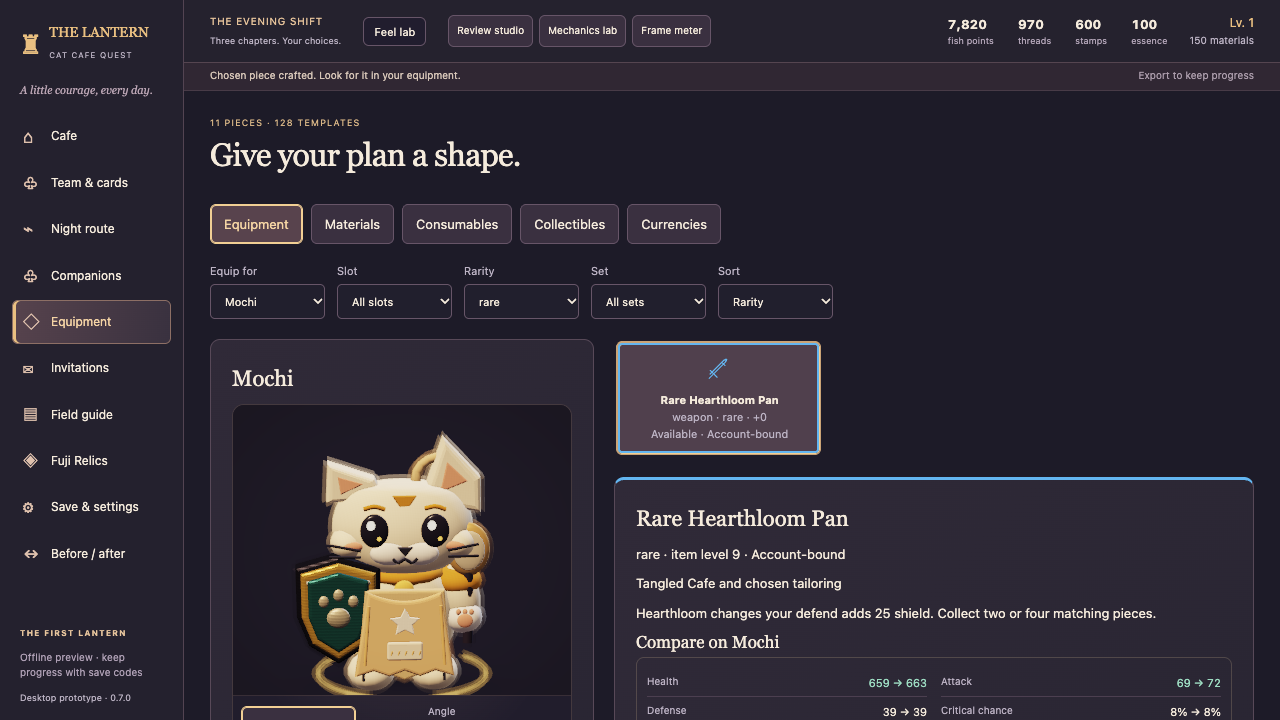 THE LANTERN
CAT CAFE QUEST
A little courage, every day.
Cafe
Team & cards
Night route
Companions
Equipment
Invitations
Field guide
Fuji Relics
Save & settings
Before / after
THE FIRST LANTERN
Offline preview · keep
progress with save codes
Desktop prototype · 0.7.0
THE EVENING SHIFT
Three chapters. Your choices.
Feel lab
Review studio
Mechanics lab
Frame meter
7,820
fish points
970
threads
600
stamps
100
essence
Lv. 1
150 materials
Chosen piece crafted. Look for it in your equipment.
Export to keep progress
11 PIECES · 128 TEMPLATES
Give your plan a shape.
Equipment
Materials
Consumables
Collectibles
Currencies
Equip for
Slot
Rarity
Set
Sort
Mochi
All slots
rare
All sets
Rarity
Mochi
Angle
Rare Hearthloom Pan
weapon · rare · +0
Available · Account-bound
Rare Hearthloom Pan
rare · item level 9 · Account-bound
Tangled Cafe and chosen tailoring
Hearthloom changes your defend adds 25 shield. Collect two or four matching pieces.
Compare on Mochi
Health 659 → 663
Attack 69 → 72
Defense 39 → 39
Critical chance 8% → 8%